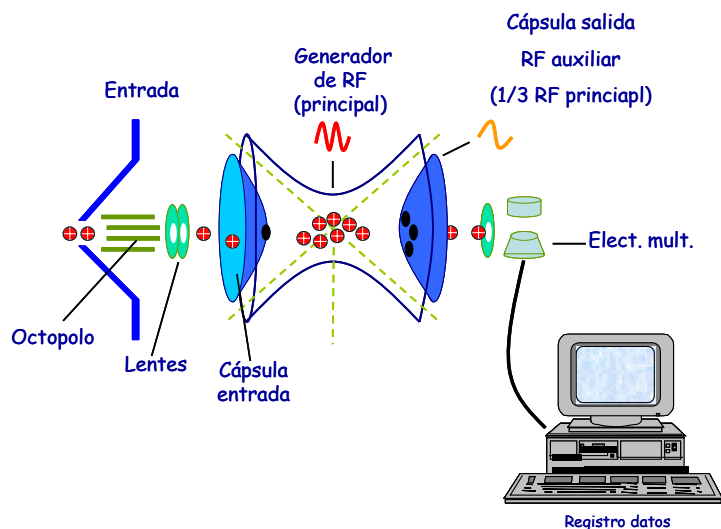 Cápsula salida
RF auxiliar
(1/3 RF princiapl)
Generador
de RF
(principal)
Entrada
Elect. mult.
Octopolo
Lentes
Cápsula
entrada
Registro datos